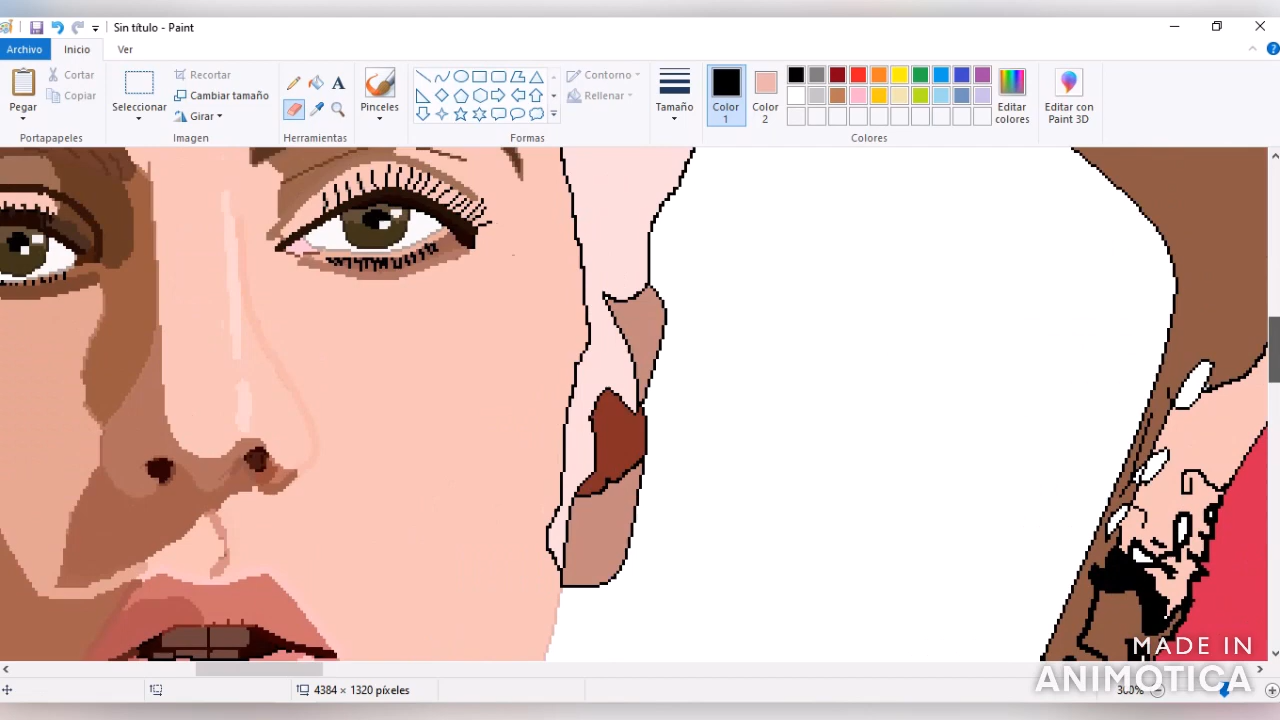 Sin título - Paint
Archivo Inicio Ver
Pegar
Cortar
Copiar
Portapapeles
Seleccionar
Recortar
Cambiar tamaño
Girar
Imagen
A
Herramientas
Pinceles
Contorno
Rellenar
Formas
Tamaño
Color
1
Color
2
Editar
colores
Colores
Editar con
Paint 3D
4384 × 1320 píxeles
MADE IN
ANIMOTICA